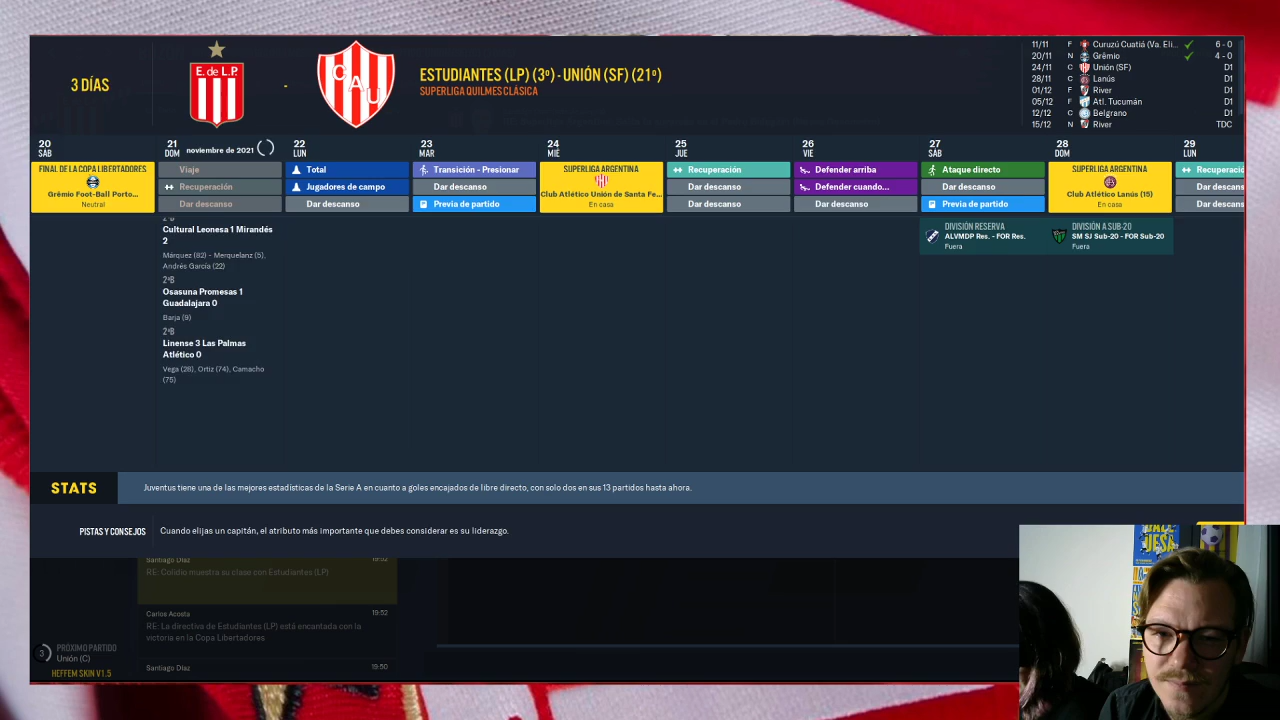 3 DÍAS
E. de L.P.
-
CAU
ESTUDIANTES (LP) (3º) - UNIÓN (SF) (21º)
SUPERLIGA QUILMES CLÁSICA
11/11 F Curuzú Cuatiá (Va. Eli... 6 - 0
20/11 N Grêmio 4 - 0
24/11 C Unión (SF) D1
28/11 C Lanús D1
01/12 F River D1
05/12 F Atl. Tucumán D1
12/12 C Belgrano D1
15/12 N River TDC
20 SÁB
21 DOM noviembre de 2021
22 LUN
23 MAR
24 MIÉ
25 JUE
26 VIE
27 SÁB
28 DOM
29 LUN
FINAL DE LA COPA LIBERTADORES
Grêmio Foot-Ball Porto...
Neutral
Viaje
Recuperación
Dar descanso
Total
Jugadores de campo
Dar descanso
Transición - Presionar
Dar descanso
Previa de partido
SUPERLIGA ARGENTINA
Club Atlético Unión de Santa Fe...
En casa
Recuperación
Dar descanso
Dar descanso
Defender arriba
Defender cuando...
Dar descanso
Ataque directo
Dar descanso
Previa de partido
SUPERLIGA ARGENTINA
Club Atlético Lanús (15)
En casa
Recuperació
Dar descans
Dar descans
2ªB
Cultural Leonesa 1 Mirandés
2
Márquez (82) - Merquelanz (5),
Andrés García (22)
2ªB
Osasuna Promesas 1
Guadalajara 0
Barja (9)
2ªB
Linense 3 Las Palmas
Atlético 0
Vega (28), Ortiz (74), Camacho
(75)
DIVISIÓN RESERVA
ALVMDP Res. - FOR Res.
Fuera
DIVISIÓN A SUB-20
SM SJ Sub-20 - FOR Sub-20
Fuera
STATS
Juventus tiene una de las mejores estadísticas de la Serie A en cuanto a goles encajados de libre directo, con solo dos en sus 13 partidos hasta ahora.
PISTAS Y CONSEJOS
Cuando elijas un capitán, el atributo más importante que debes considerar es su liderazgo.
Santiago Díaz 19:52
RE: Colidio muestra su clase con Estudiantes (LP)
Carlos Acosta 19:52
RE: La directiva de Estudiantes (LP) está encantada con la
victoria en la Copa Libertadores
Santiago Díaz 19:50
3
PRÓXIMO PARTIDO
Unión (C)
HEFFEM SKIN V1.5